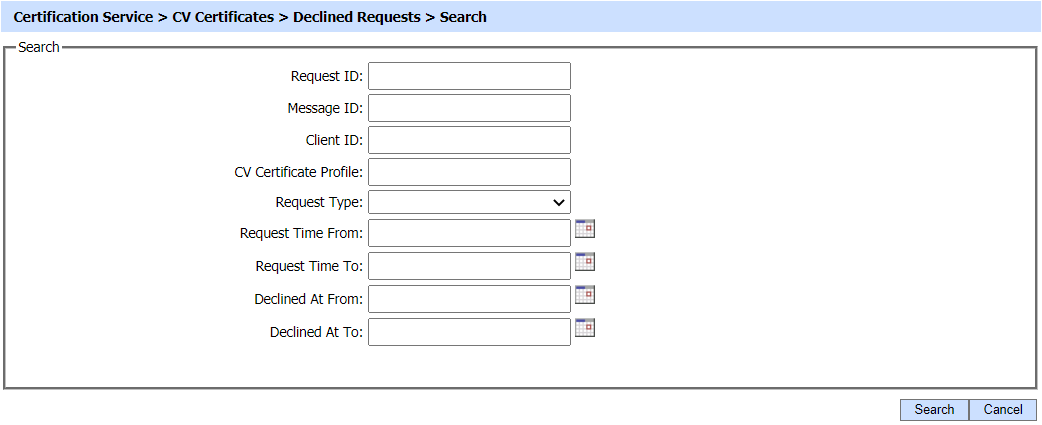 Certification Service > CV Certificates > Declined Requests > Search
Search
Request ID:
Message ID:
Client ID:
CV Certificate Profile:
Request Type:
Request Time From:
Request Time To:
Declined At From:
Declined At To:
Search Cancel